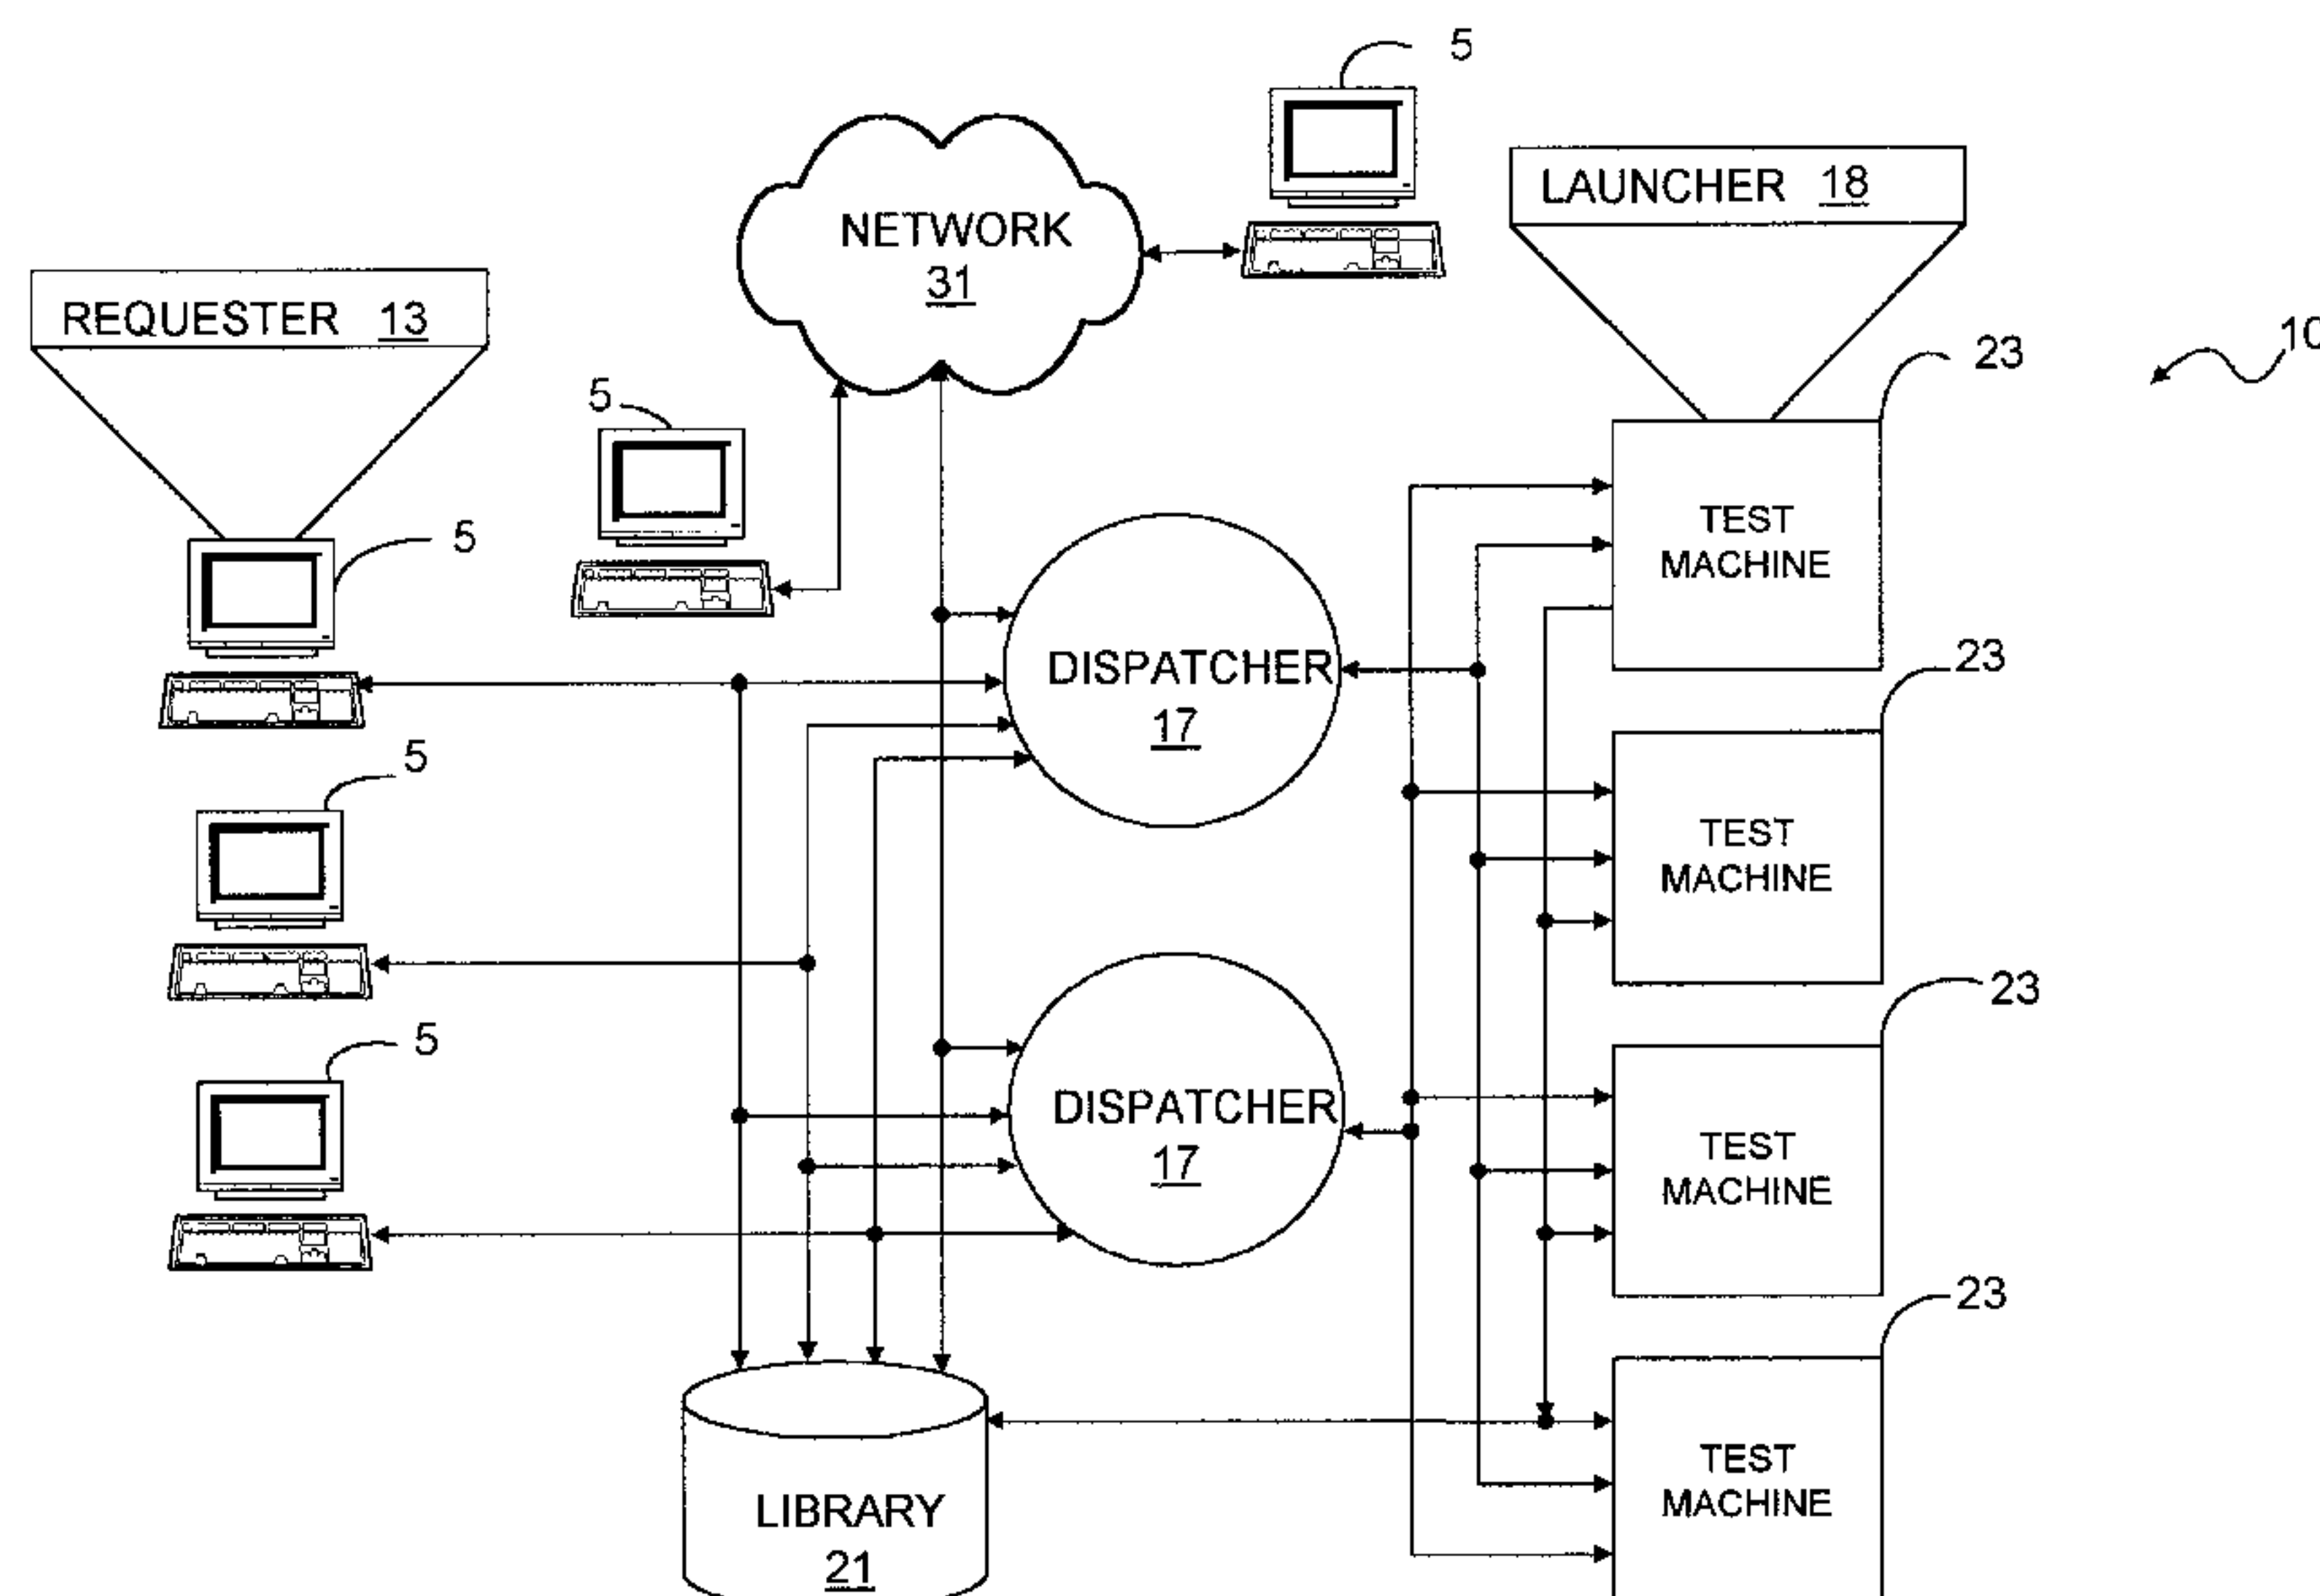 5
NETWORK
31
LAUNCHER 18
REQUESTER 13
10
23
5
5
TEST
MACHINE
DISPATCHER
17
23
5
TEST
MACHINE
23
5
DISPATCHER
17
TEST
MACHINE
23
LIBRARY
21
TEST
MACHINE